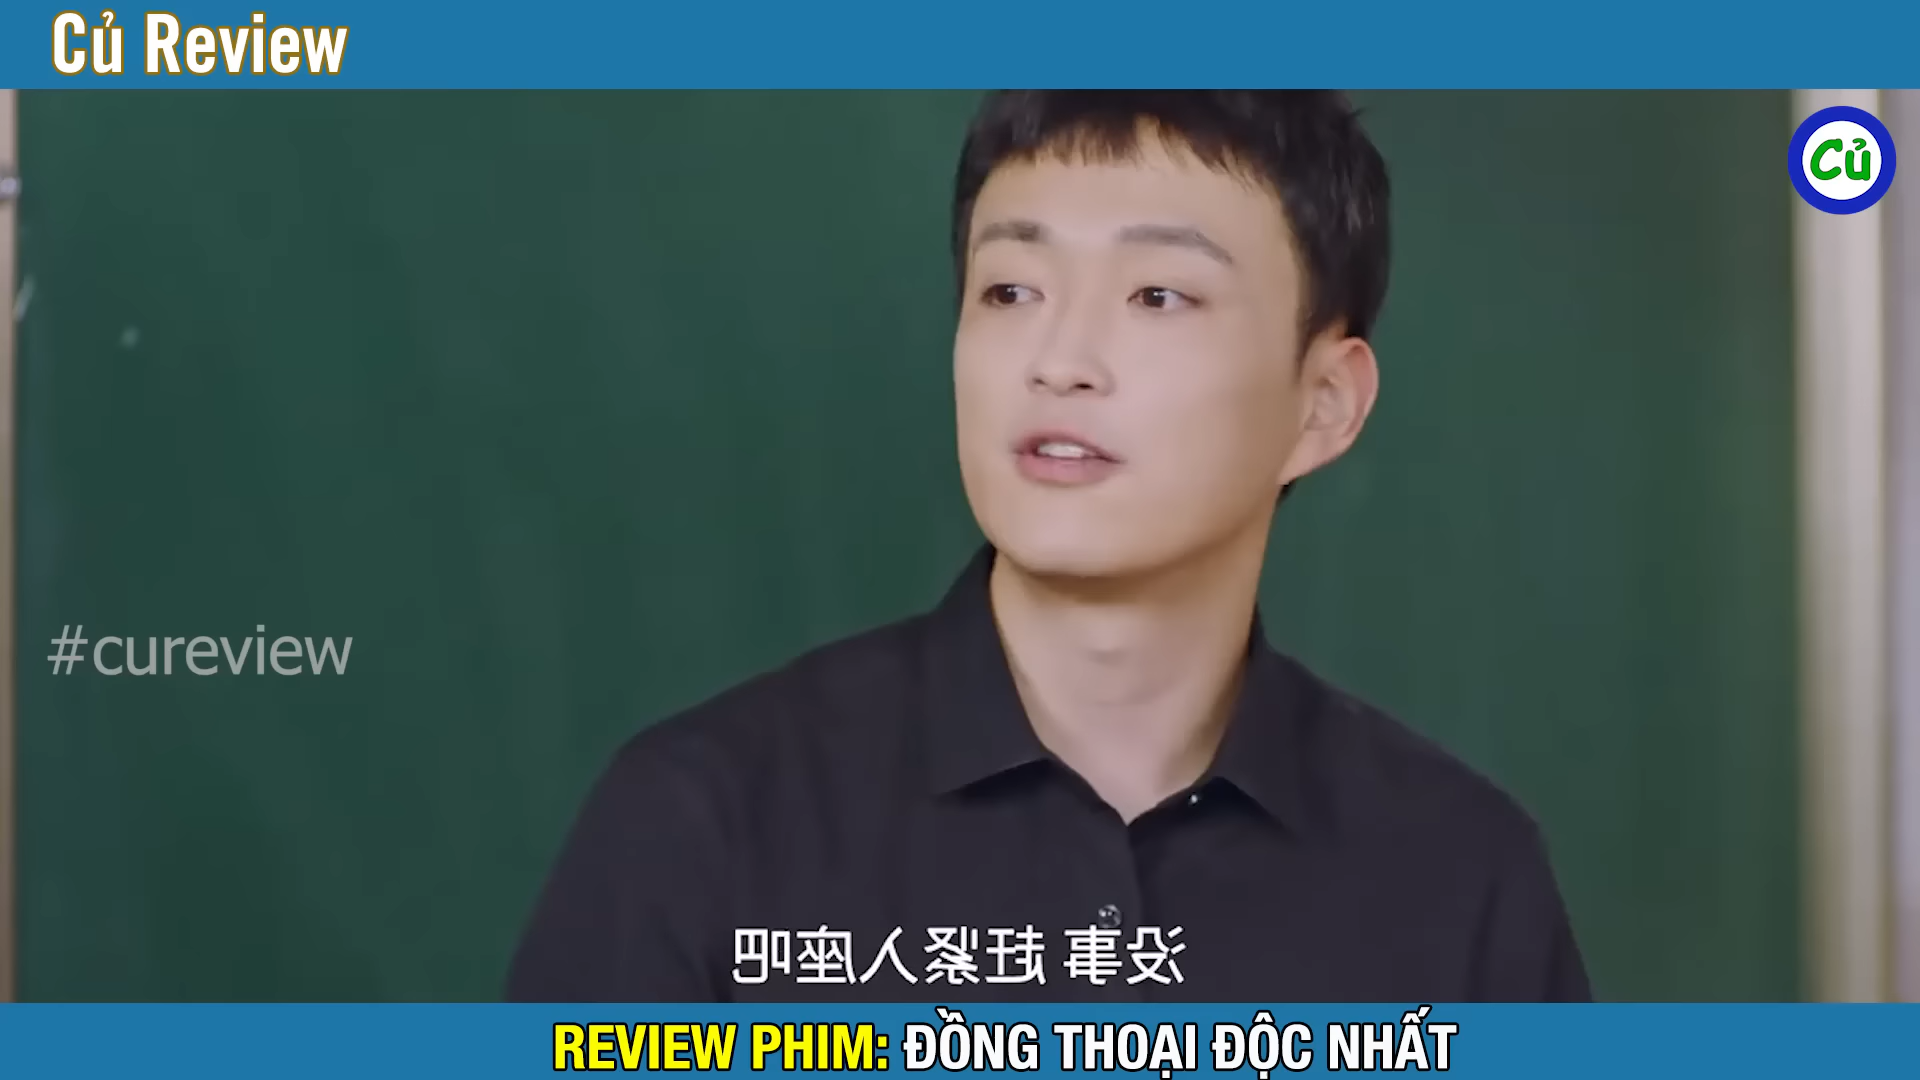 Củ Review
Củ
#cureview
没事 赶紧入座吧
REVIEW PHIM: ĐỒNG THOẠI ĐỘC NHẤT